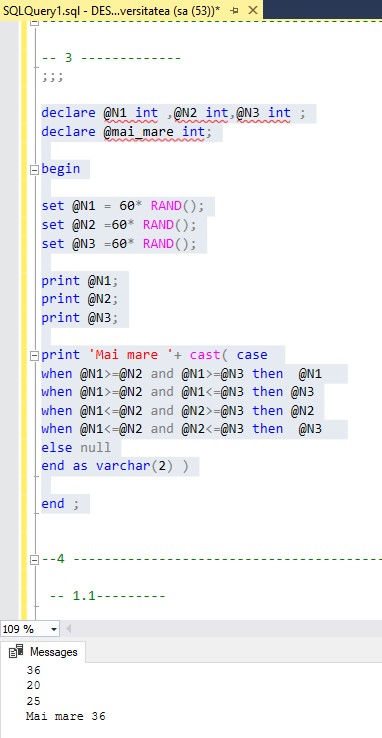 SQLQuery1.sql - DES...versitatea (sa (53))*
-- 3 -------------
;;;
declare @N1 int ,@N2 int,@N3 int ;
declare @mai_mare int;
begin
set @N1 = 60* RAND();
set @N2 =60* RAND();
set @N3 =60* RAND();
print @N1;
print @N2;
print @N3;
print 'Mai mare '+ cast( case
when @N1>=@N2 and @N1>=@N3 then  @N1
when @N1>=@N2 and @N1<=@N3 then @N3
when @N1<=@N2 and @N2>=@N3 then @N2
when @N1<=@N2 and @N2<=@N3 then  @N3
else null
end as varchar(2) )
end ;
--4 ---------------------------------------
-- 1.1---------
109 %
Messages
36
20
25
Mai mare 36